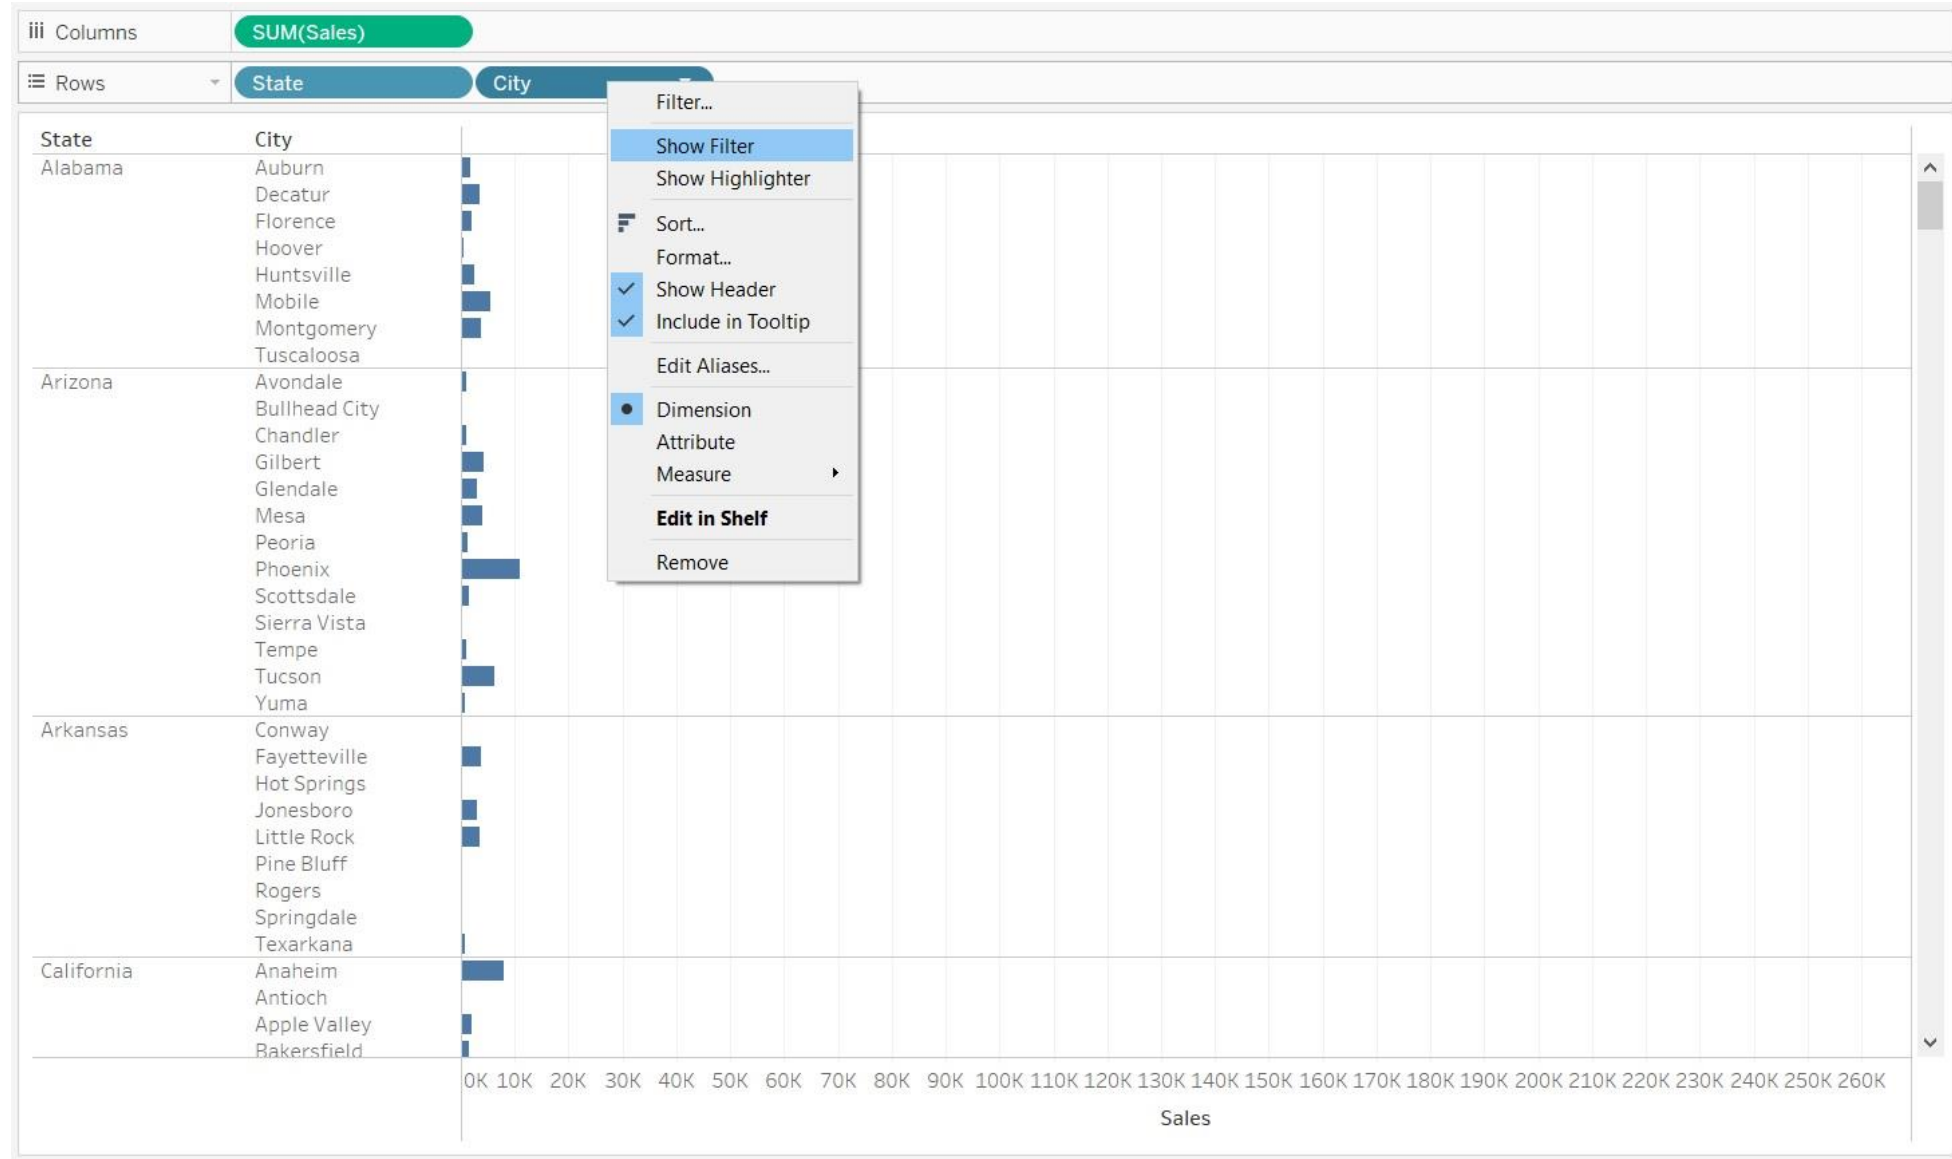 Columns SUM(Sales)
Rows State City
Filter...
Show Filter
Show Highlighter
Sort...
Format...
Show Header
Include in Tooltip
Edit Aliases...
Dimension
Attribute
Measure
Edit in Shelf
Remove
State City
Alabama Auburn
Decatur
Florence
Hoover
Huntsville
Mobile
Montgomery
Tuscaloosa
Arizona Avondale
Bullhead City
Chandler
Gilbert
Glendale
Mesa
Peoria
Phoenix
Scottsdale
Sierra Vista
Tempe
Tucson
Yuma
Arkansas Conway
Fayetteville
Hot Springs
Jonesboro
Little Rock
Pine Bluff
Rogers
Springdale
Texarkana
California Anaheim
Antioch
Apple Valley
Bakersfield
0K 10K 20K 30K 40K 50K 60K 70K 80K 90K 100K 110K 120K 130K 140K 150K 160K 170K 180K 190K 200K 210K 220K 230K 240K 250K 260K
Sales